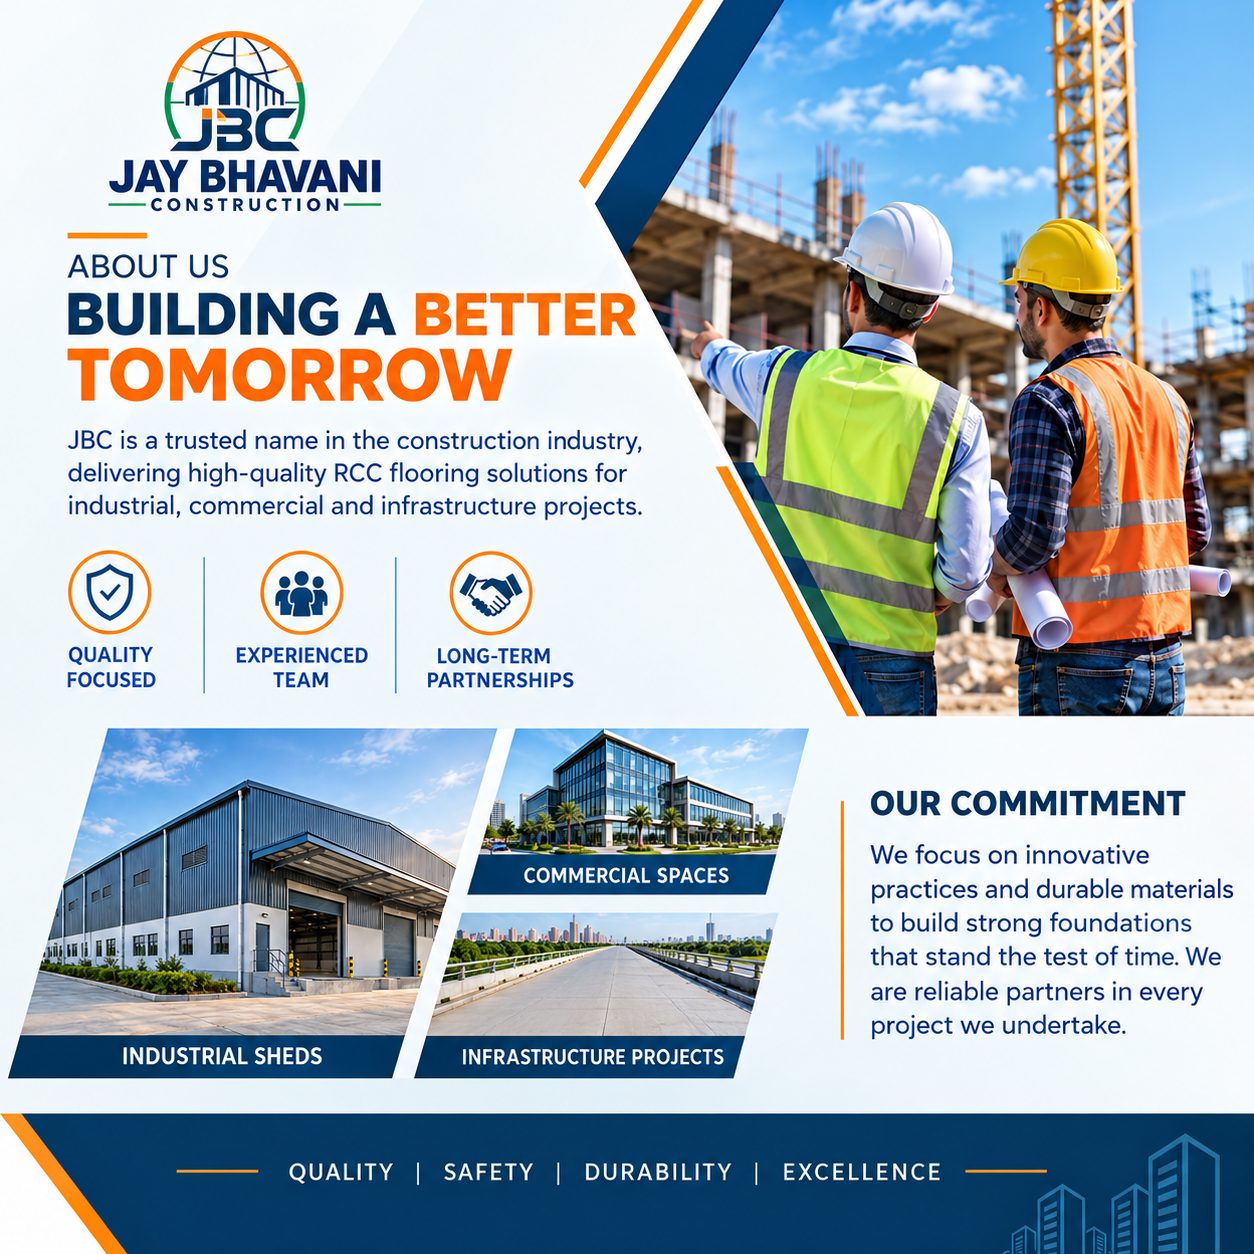 JBC
JAY BHAVANI
CONSTRUCTION
ABOUT US
BUILDING A BETTER
TOMORROW
JBC is a trusted name in the construction industry,
delivering high-quality RCC flooring solutions for
industrial, commercial and infrastructure projects.
QUALITY
FOCUSED
EXPERIENCED
TEAM
LONG-TERM
PARTNERSHIPS
INDUSTRIAL SHEDS
COMMERCIAL SPACES
INFRASTRUCTURE PROJECTS
OUR COMMITMENT
We focus on innovative
practices and durable materials
to build strong foundations
that stand the test of time. We
are reliable partners in every
project we undertake.
QUALITY | SAFETY | DURABILITY | EXCELLENCE